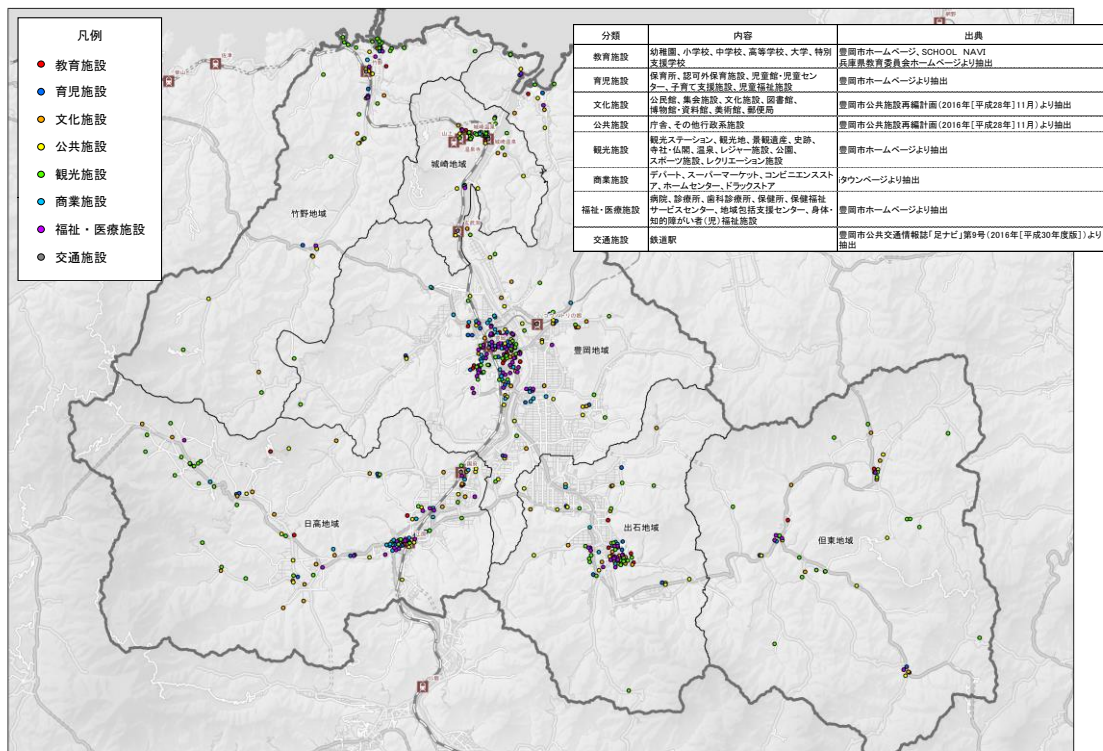 凡例
教育施設
育児施設
文化施設
公共施設
観光施設
商業施設
福祉・医療施設
交通施設
分類 内容 出典
教育施設 幼稚園、小学校、中学校、高等学校、大学、特別
支援学校
豊岡市ホームページ、SCHOOL NAVI
兵庫県教育委員会ホームページより抽出
育児施設 保育所、認可外保育施設、児童館・児童セン
ター、子育て支援施設、児童福祉施設
豊岡市ホームページより抽出
文化施設 公民館、集会施設、文化施設、図書館、
博物館・資料館、美術館、郵便局
豊岡市公共施設再編計画(2016年[平成28年]11月)より抽出
公共施設 庁舎、その他行政系施設 豊岡市公共施設再編計画(2016年[平成28年]11月)より抽出
観光施設 観光ステーション、観光地、景観遺産、史跡、
寺社・仏閣、温泉、レジャー施設、公園、
スポーツ施設、レクリエーション施設
豊岡市ホームページより抽出
商業施設 デパート、スーパーマーケット、コンビニエンススト
ア、ホームセンター、ドラックストア
iタウンページより抽出
福祉・医療施設 病院、診療所、歯科診療所、保健所、保健福祉
サービスセンター、地域包括支援センター、身体・
知的障がい者(児)福祉施設
豊岡市ホームページより抽出
交通施設 鉄道駅 豊岡市公共交通情報誌「足ナビ」第9号(2016年[平成30年度版])より
抽出
城崎温泉
城崎地域
竹野地域
豊岡地域
国府
日高地域
出石地域
但東地域